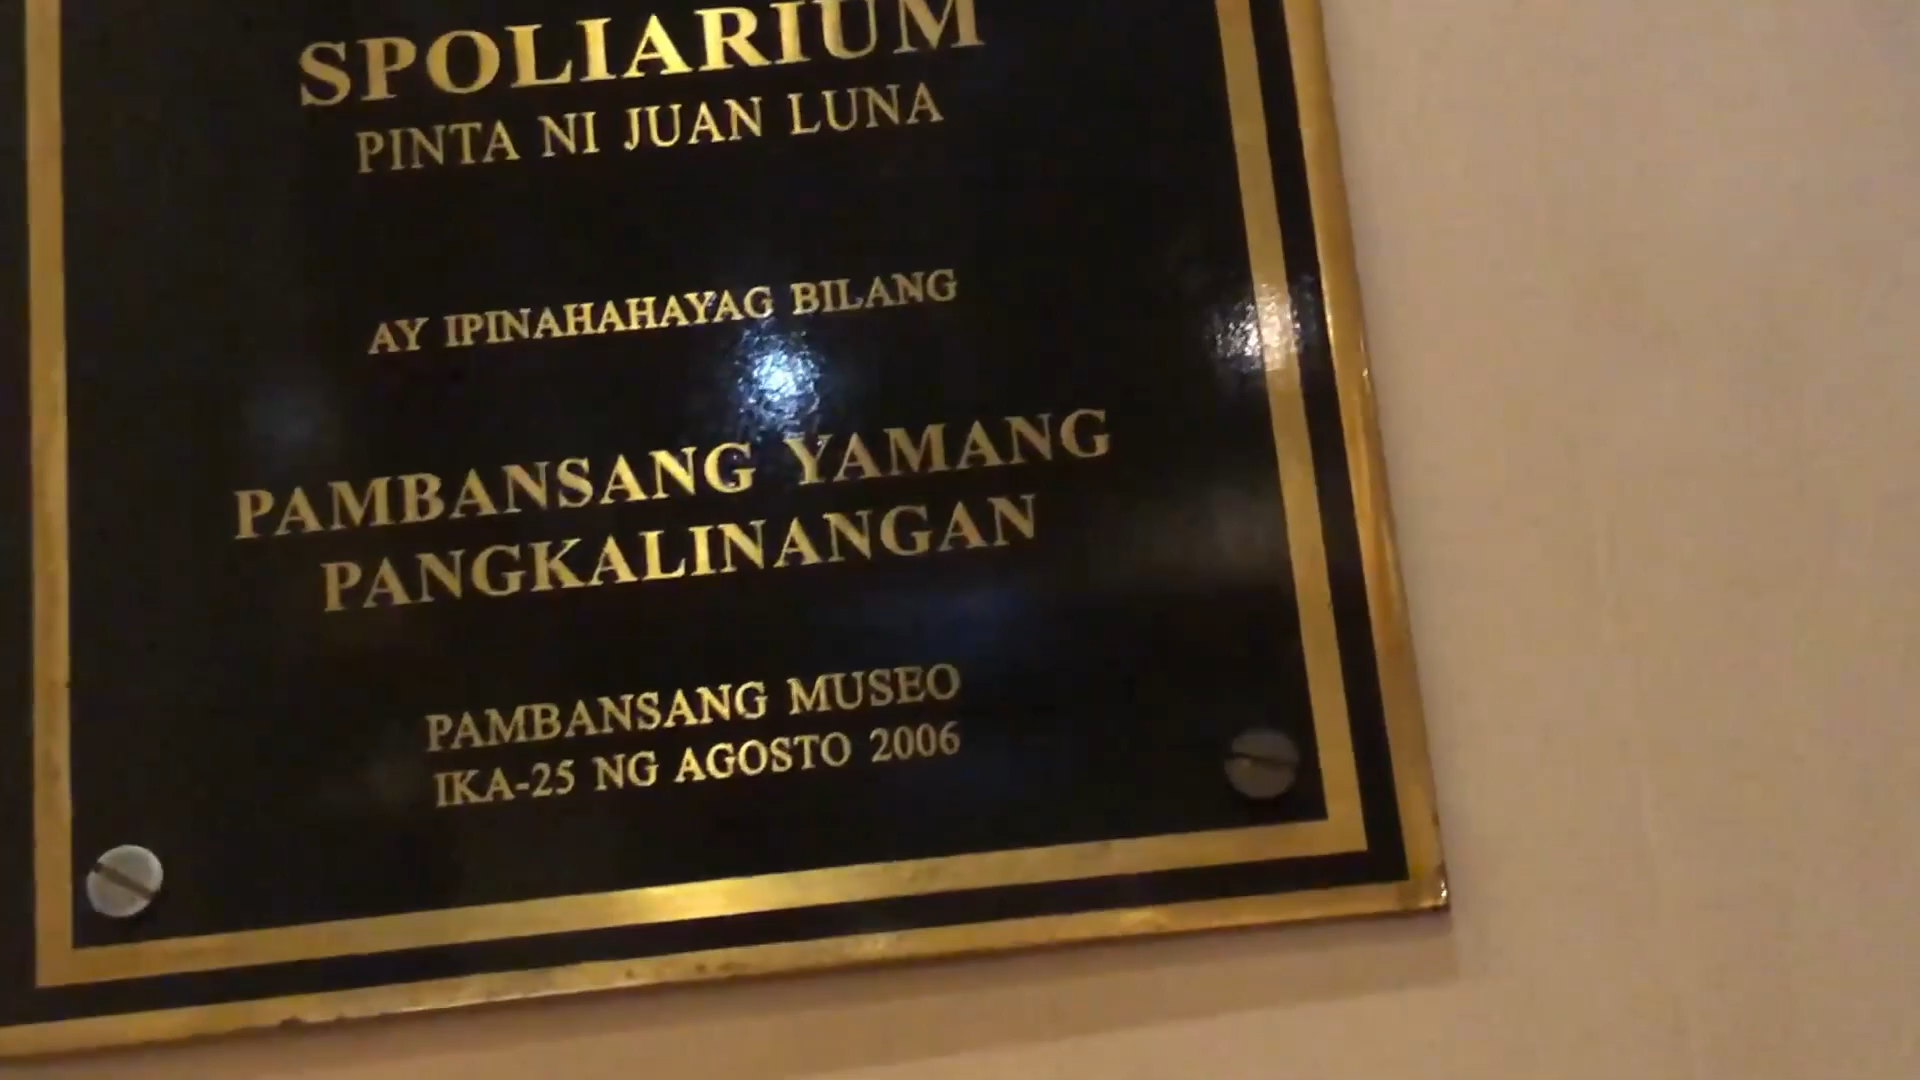 SPOLIARIUM
PINTA NI JUAN LUNA
AY IPINAHAHAYAG BILANG
PAMBANSANG YAMANG
PANGKALINANGAN
PAMBANSANG MUSEO
IKA-25 NG AGOSTO 2006